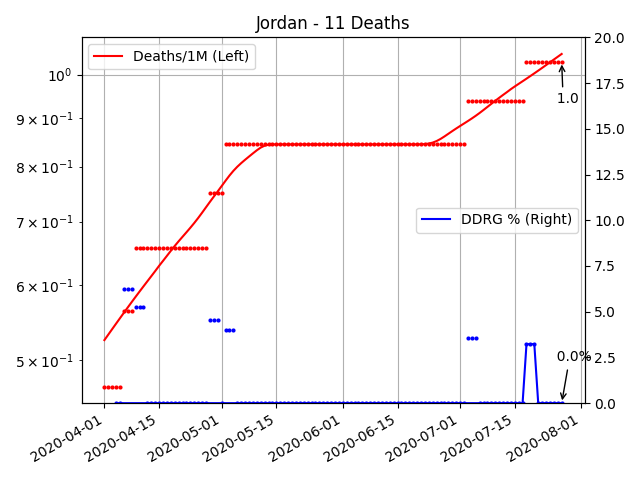 Jordan - 11 Deaths
Deaths/1M (Left)
DDRG % (Right)
10⁰
9 × 10⁻¹
8 × 10⁻¹
7 × 10⁻¹
6 × 10⁻¹
5 × 10⁻¹
20.0
17.5
15.0
12.5
10.0
7.5
5.0
2.5
0.0
1.0
0.0%
2020-04-01
2020-04-15
2020-05-01
2020-05-15
2020-06-01
2020-06-15
2020-07-01
2020-07-15
2020-08-01